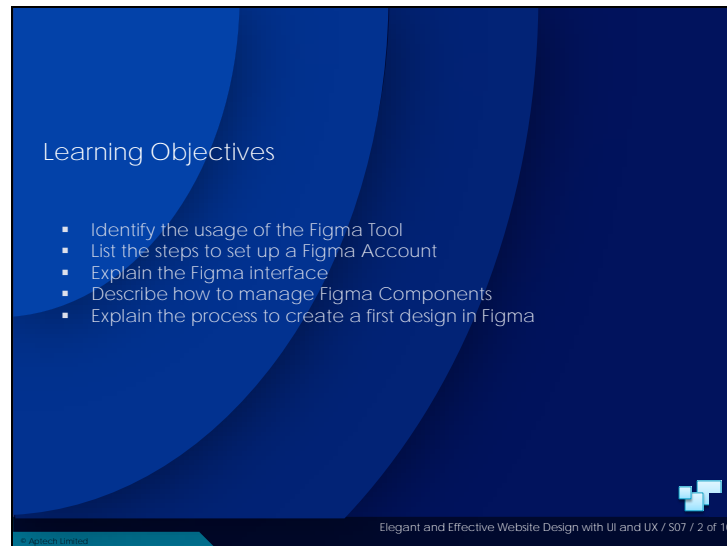 Learning Objectives
▪ Identify the usage of the Figma Tool
▪ List the steps to set up a Figma Account
▪ Explain the Figma interface
▪ Describe how to manage Figma Components
▪ Explain the process to create a first design in Figma
Elegant and Effective Website Design with UI and UX / S07 / 2 of
© Aptech Limited